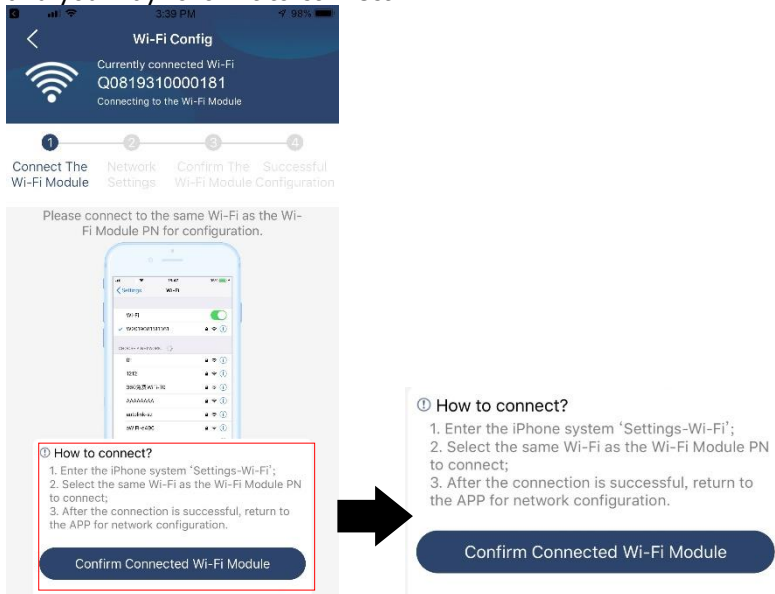 3:39 PM
98%
Wi-Fi Config
Currently connected Wi-Fi
Q0819310000181
Connecting to the Wi-Fi Module
1
2
3
4
Connect The
Wi-Fi Module
Network
Settings
Confirm The
Wi-Fi Module
Successful
Configuration
Please connect to the same Wi-Fi as the Wi-
Fi Module PN for configuration.
Settings
Wi-Fi
Wi-Fi
How to connect?
1. Enter the iPhone system ‘Settings-Wi-Fi’;
2. Select the same Wi-Fi as the Wi-Fi Module PN
to connect;
3. After the connection is successful, return to
the APP for network configuration.
Confirm Connected Wi-Fi Module
How to connect?
1. Enter the iPhone system ‘Settings-Wi-Fi’;
2. Select the same Wi-Fi as the Wi-Fi Module PN
to connect;
3. After the connection is successful, return to
the APP for network configuration.
Confirm Connected Wi-Fi Module